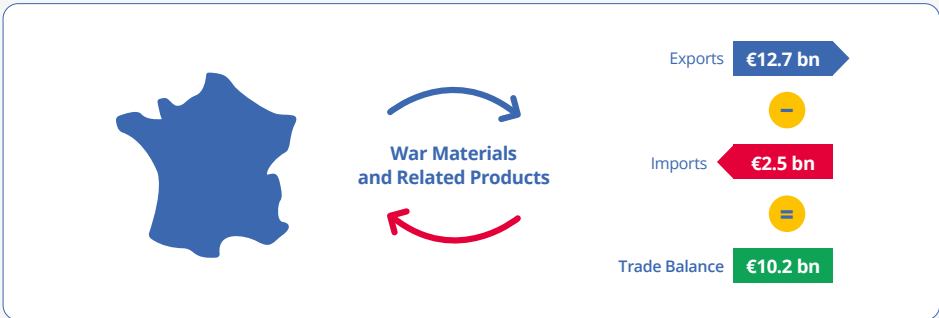 Exports €12.7 bn
−
War Materials
and Related Products
Imports €2.5 bn
=
Trade Balance €10.2 bn